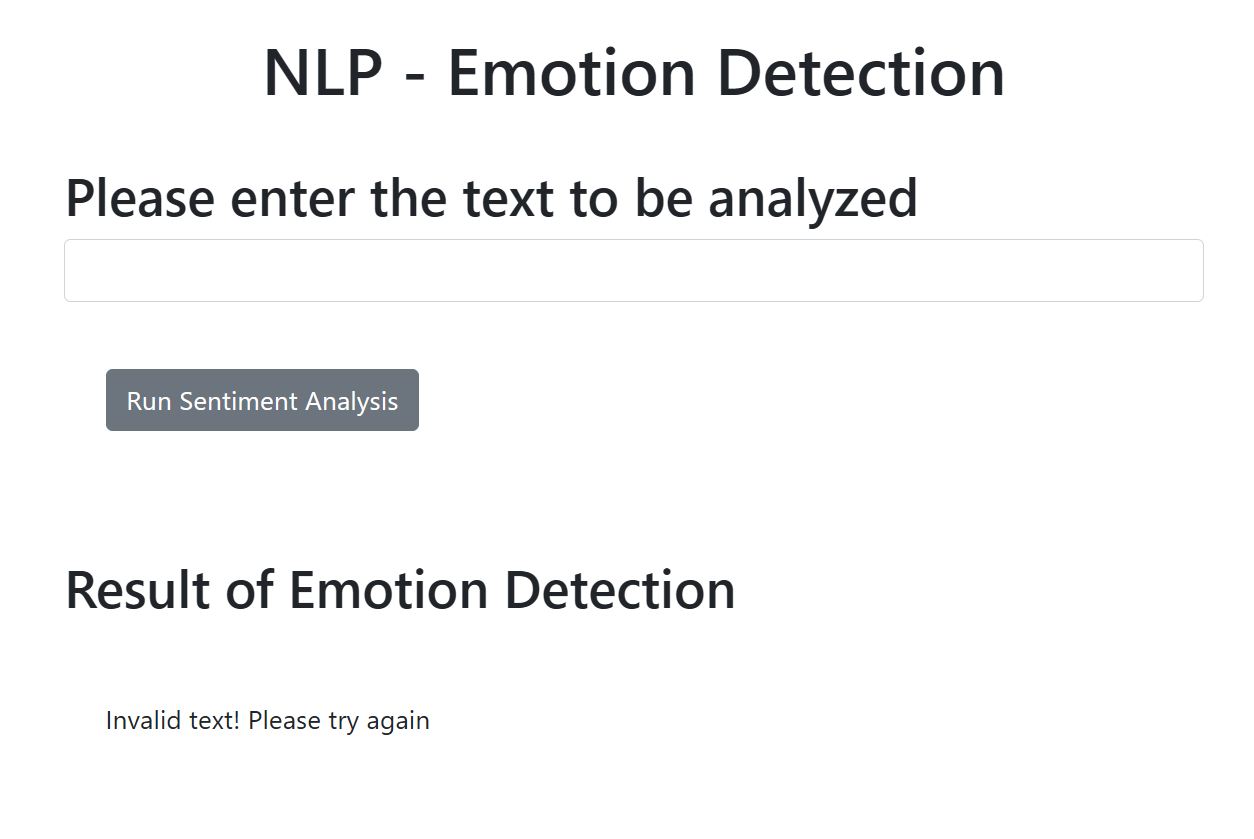 NLP - Emotion Detection
Please enter the text to be analyzed
Run Sentiment Analysis
Result of Emotion Detection
Invalid text! Please try again